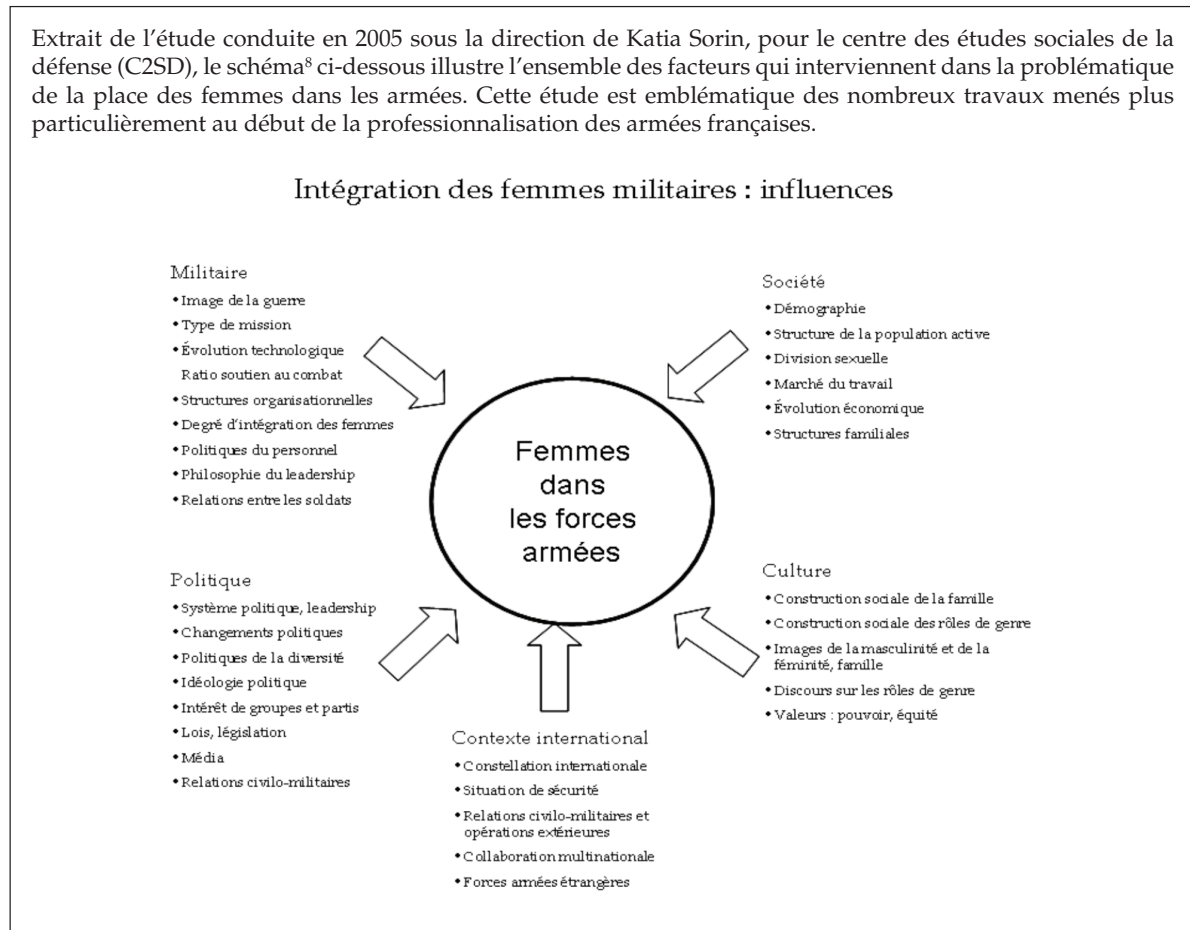 Extrait de l’étude conduite en 2005 sous la direction de Katia Sorin, pour le centre des études sociales de la
défense (C2SD), le schéma⁸ ci-dessous illustre l’ensemble des facteurs qui interviennent dans la problématique
de la place des femmes dans les armées. Cette étude est emblématique des nombreux travaux menés plus
particulièrement au début de la professionnalisation des armées françaises.
Intégration des femmes militaires : influences
Militaire
• Image de la guerre
• Type de mission
• Évolution technologique
Ratio soutien au combat
• Structures organisationnelles
• Degré d’intégration des femmes
• Politiques du personnel
• Philosophie du leadership
• Relations entre les soldats
Société
• Démographie
• Structure de la population active
• Division sexuelle
• Marché du travail
• Évolution économique
• Structures familiales
Femmes
dans
les forces
armées
Politique
• Système politique, leadership
• Changements politiques
• Politiques de la diversité
• Idéologie politique
• Intérêt de groupes et partis
• Lois, législation
• Média
• Relations civilo-militaires
Culture
• Construction sociale de la famille
• Construction sociale des rôles de genre
• Images de la masculinité et de la
féminité, famille
• Discours sur les rôles de genre
• Valeurs : pouvoir, équité
Contexte international
• Constellation internationale
• Situation de sécurité
• Relations civilo-militaires et
opérations extérieures
• Collaboration multinationale
• Forces armées étrangères